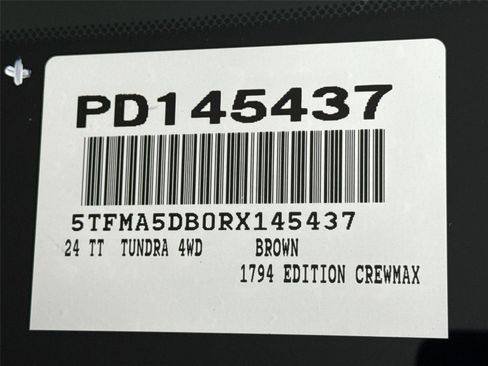 PD145437
5TFMA5DB0RX145437
24 TT TUNDRA 4WD BROWN
1794 EDITION CREWMAX